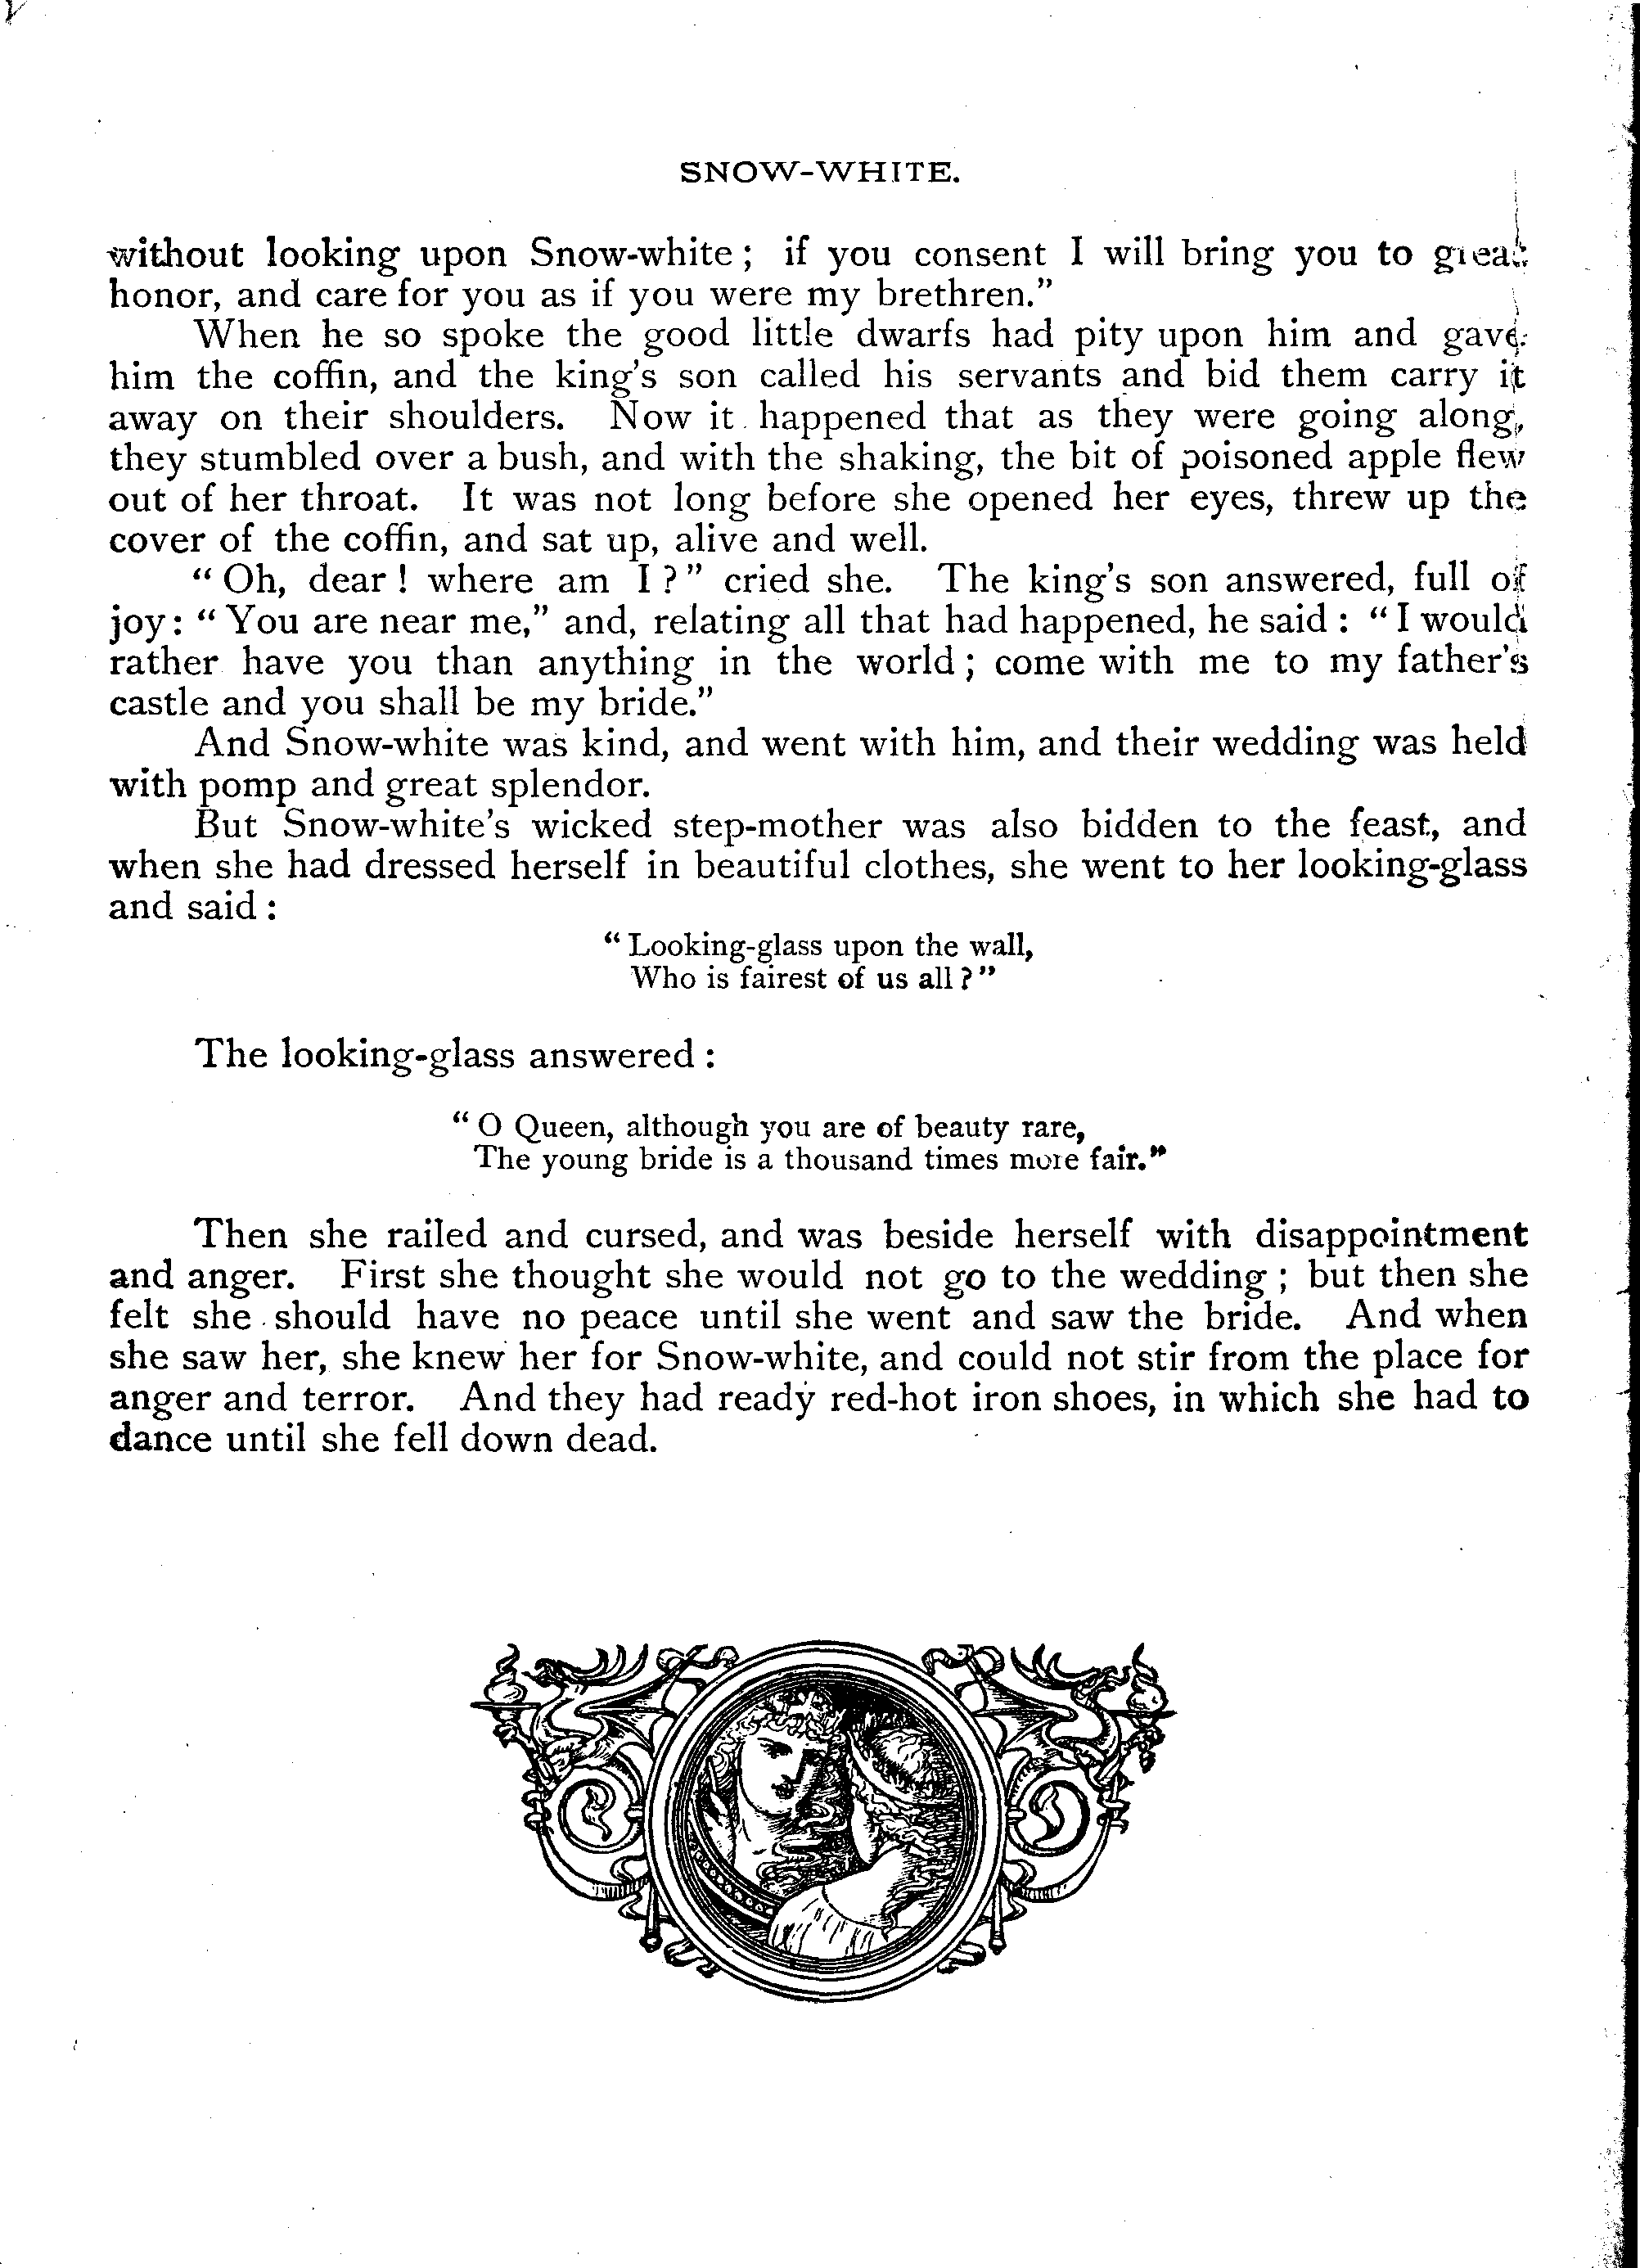 SNOW-WHITE.
without looking upon Snow-white; if you consent I will bring you to great
honor, and care for you as if you were my brethren."
When he so spoke the good little dwarfs had pity upon him and gave
him the coffin, and the king's son called his servants and bid them carry it
away on their shoulders. Now it happened that as they were going along,
they stumbled over a bush, and with the shaking, the bit of poisoned apple flew
out of her throat. It was not long before she opened her eyes, threw up the
cover of the coffin, and sat up, alive and well.
"Oh, dear! where am I?" cried she. The king's son answered, full of
joy: "You are near me," and, relating all that had happened, he said: "I would
rather have you than anything in the world; come with me to my father's
castle and you shall be my bride."
And Snow-white was kind, and went with him, and their wedding was held
with pomp and great splendor.
But Snow-white's wicked step-mother was also bidden to the feast, and
when she had dressed herself in beautiful clothes, she went to her looking-glass
and said:
"Looking-glass upon the wall,
Who is fairest of us all?"
The looking-glass answered:
"O Queen, although you are of beauty rare,
The young bride is a thousand times more fair."
Then she railed and cursed, and was beside herself with disappointment
and anger. First she thought she would not go to the wedding; but then she
felt she should have no peace until she went and saw the bride. And when
she saw her, she knew her for Snow-white, and could not stir from the place for
anger and terror. And they had ready red-hot iron shoes, in which she had to
dance until she fell down dead.